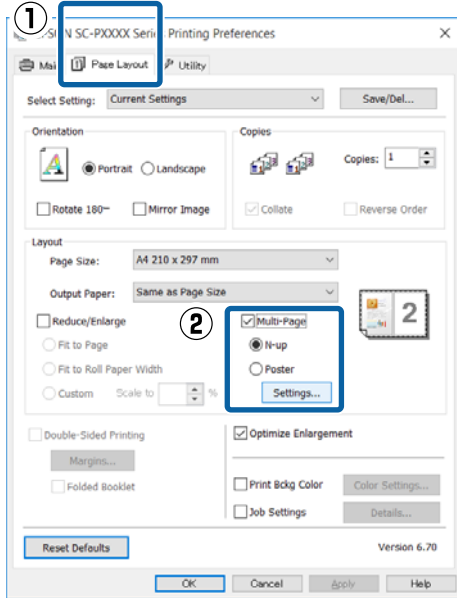 1
SC-PXXXX Series Printing Preferences
Page Layout Utility
Select Setting: Current Settings Save/Del...
Orientation Copies
Portrait Landscape Copies: 1
Rotate 180° Mirror Image Collate Reverse Order
Layout
Page Size: A4 210 x 297 mm
Output Paper: Same as Page Size
Reduce/Enlarge 2 Multi-Page 2
Fit to Page N-up
Fit to Roll Paper Width Poster
Custom Scale to % Settings...
Double-Sided Printing Optimize Enlargement
Margins...
Folded Booklet Print Bckg Color Color Settings...
Job Settings Details...
Reset Defaults Version 6.70
OK Cancel Apply Help